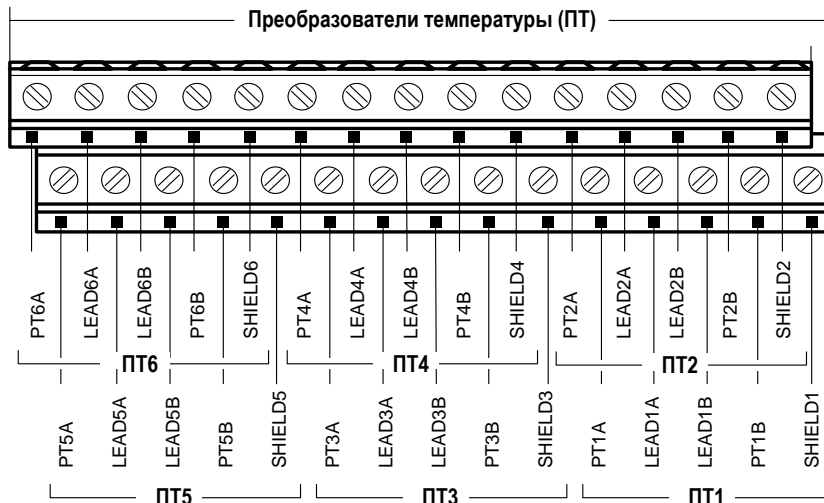 Преобразователи температуры (ПТ)
PT6A LEAD6A LEAD6B PT6B SHIELD6 PT4A LEAD4A LEAD4B PT4B SHIELD4 PT2A LEAD2A LEAD2B PT2B SHIELD2
ПТ6 ПТ4 ПТ2
PT5A LEAD5A LEAD5B PT5B SHIELD5 PT3A LEAD3A LEAD3B PT3B SHIELD3 PT1A LEAD1A LEAD1B PT1B SHIELD1
ПТ5 ПТ3 ПТ1